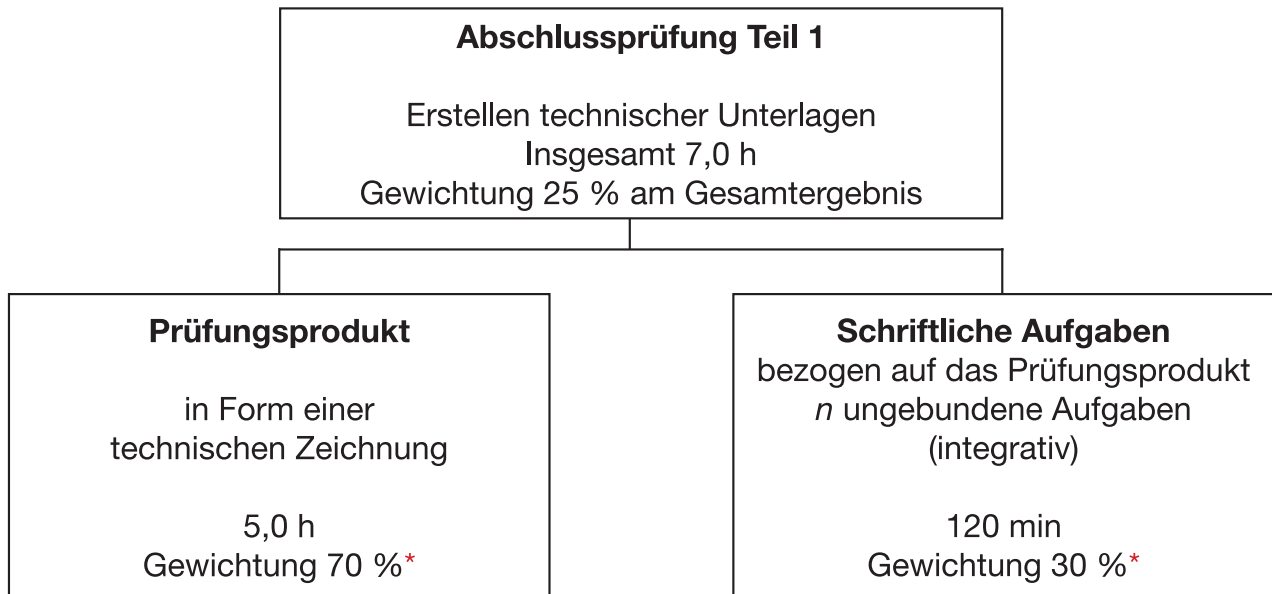 Abschlussprüfung Teil 1
Erstellen technischer Unterlagen
Insgesamt 7,0 h
Gewichtung 25 % am Gesamtergebnis
Prüfungsprodukt
in Form einer
technischen Zeichnung
5,0 h
Gewichtung 70 %*
Schriftliche Aufgaben
bezogen auf das Prüfungsprodukt
n ungebundene Aufgaben
(integrativ)
120 min
Gewichtung 30 %*